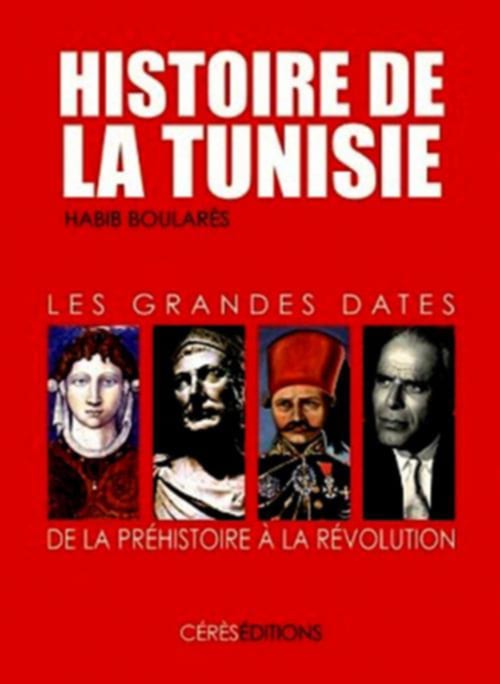 HISTOIRE DE
LA TUNISIE
HABIB BOULARÈS
LES GRANDES DATES
DE LA PRÉHISTOIRE À LA RÉVOLUTION
CÉRÈSÉDITIONS